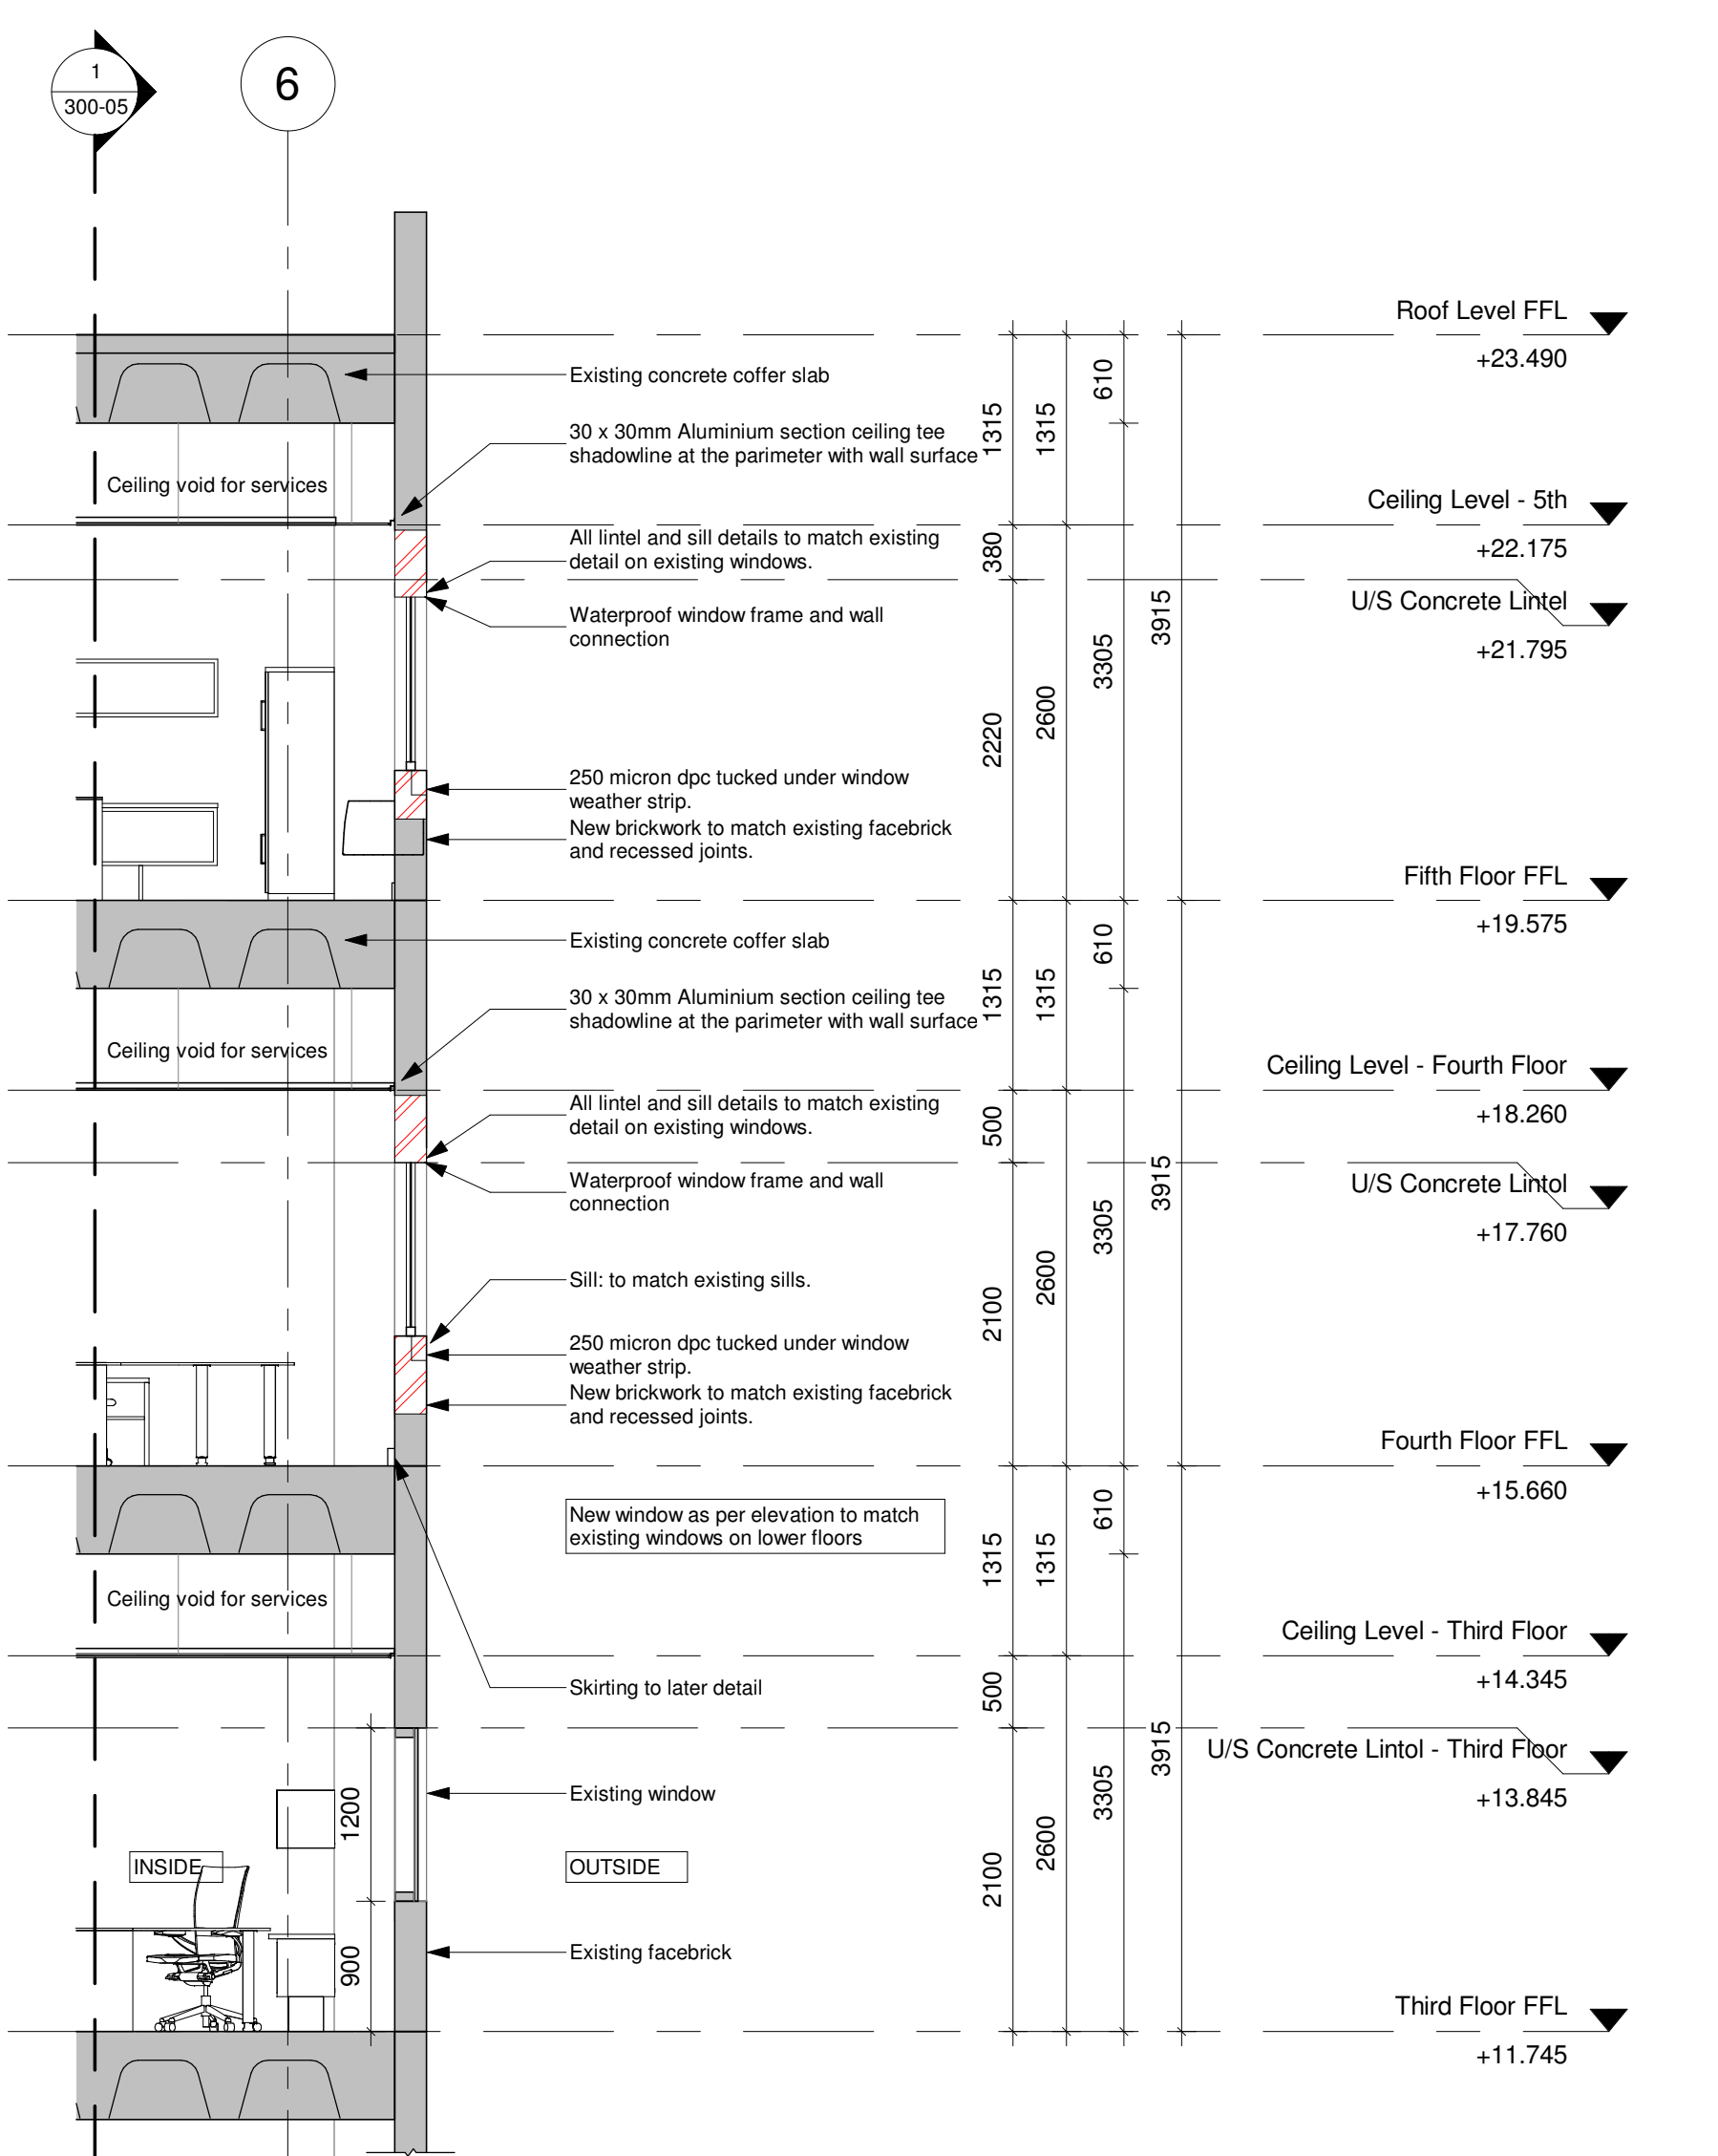 1
300-05
6
Roof Level FFL
+23.490
Existing concrete coffer slab
610
1315
1315
30 x 30mm Aluminium section ceiling tee
shadowline at the parimeter with wall surface
Ceiling void for services
Ceiling Level - 5th
+22.175
All lintel and sill details to match existing
detail on existing windows.
380
U/S Concrete Lintel
+21.795
Waterproof window frame and wall
connection
3915
3305
2600
2220
250 micron dpc tucked under window
weather strip.
New brickwork to match existing facebrick
and recessed joints.
Fifth Floor FFL
+19.575
Existing concrete coffer slab
610
1315
1315
30 x 30mm Aluminium section ceiling tee
shadowline at the parimeter with wall surface
Ceiling void for services
Ceiling Level - Fourth Floor
+18.260
All lintel and sill details to match existing
detail on existing windows.
500
U/S Concrete Lintol
+17.760
Waterproof window frame and wall
connection
3915
3305
2600
2100
Sill: to match existing sills.
250 micron dpc tucked under window
weather strip.
New brickwork to match existing facebrick
and recessed joints.
Fourth Floor FFL
+15.660
New window as per elevation to match
existing windows on lower floors
610
1315
1315
Ceiling void for services
Ceiling Level - Third Floor
+14.345
Skirting to later detail
500
U/S Concrete Lintol - Third Floor
+13.845
3915
3305
2600
2100
Existing window
1200
INSIDE
OUTSIDE
900
Existing facebrick
Third Floor FFL
+11.745